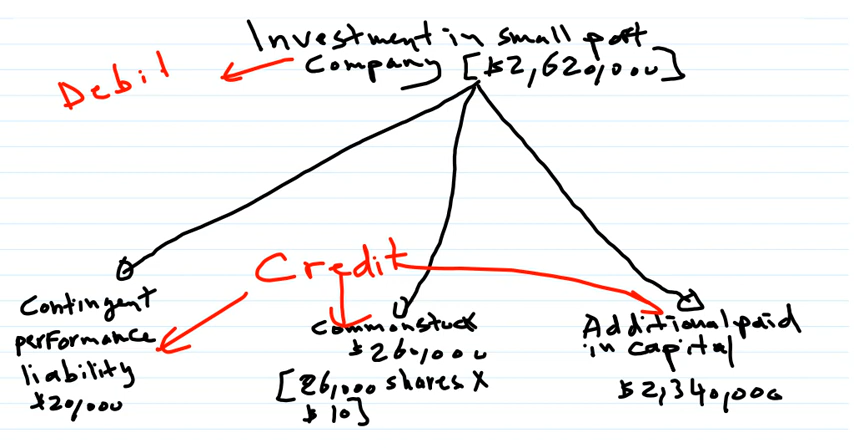 Investment in small port
Company [$2,620,000]
Debit
Credit
Contingent
performance
liability
$20,000
Common stock
$260,000
[26,000 shares X
$10]
Additional paid
in capital
$2,340,000